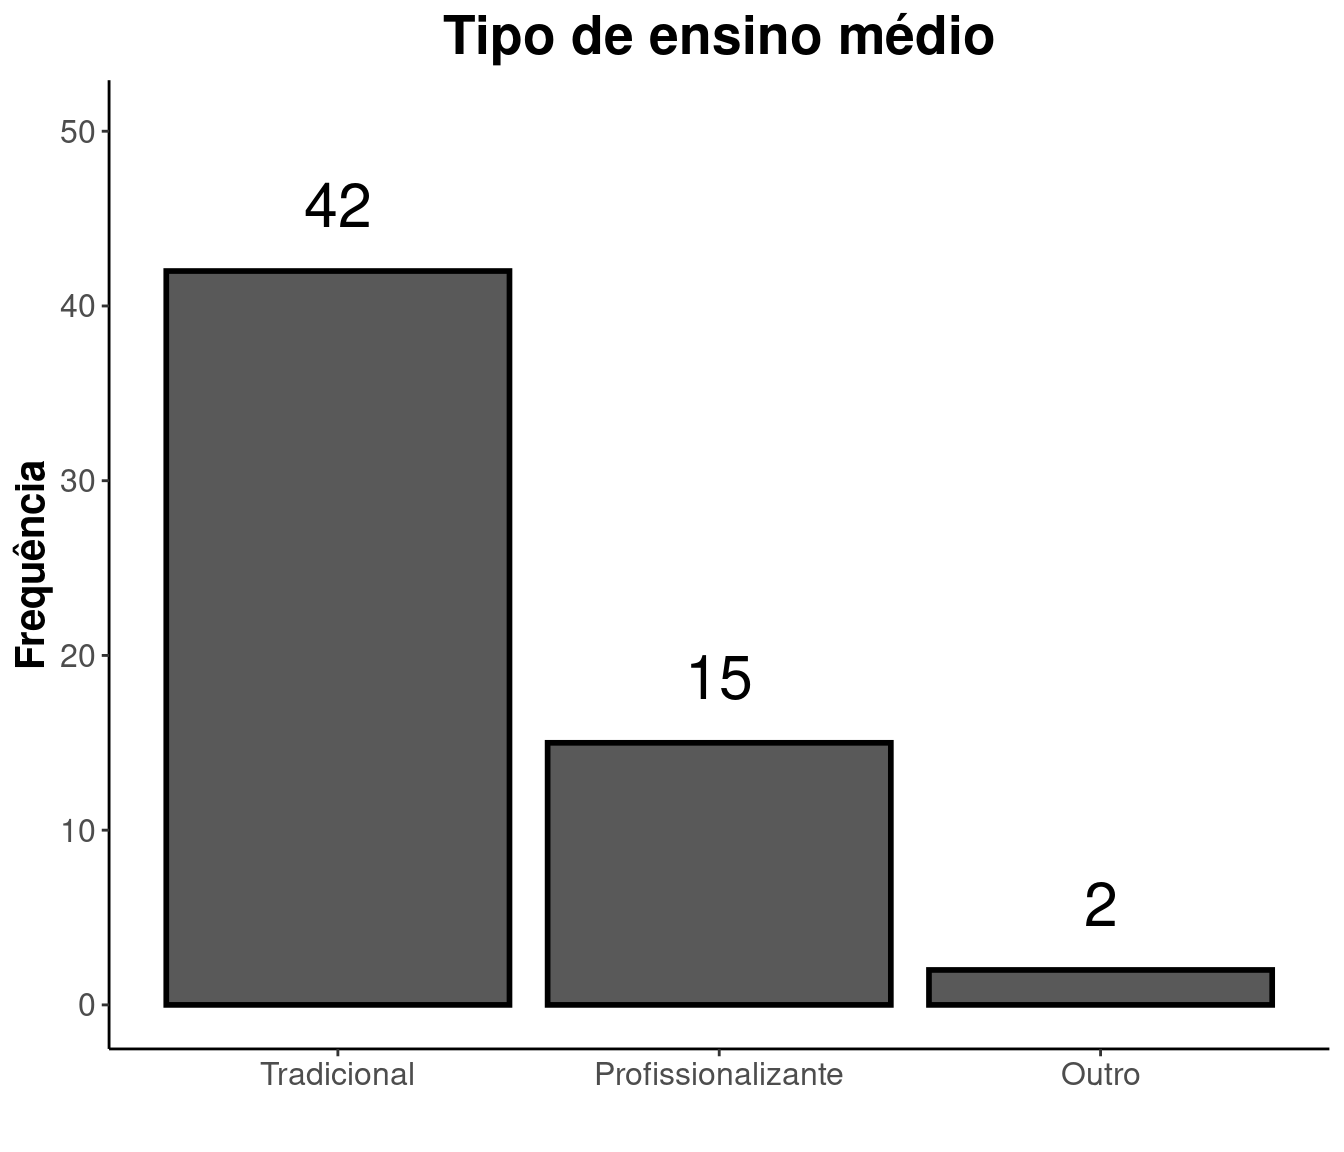 Tipo de ensino médio
Frequência
50
40
30
20
10
0
42
15
2
Tradicional
Profissionalizante
Outro